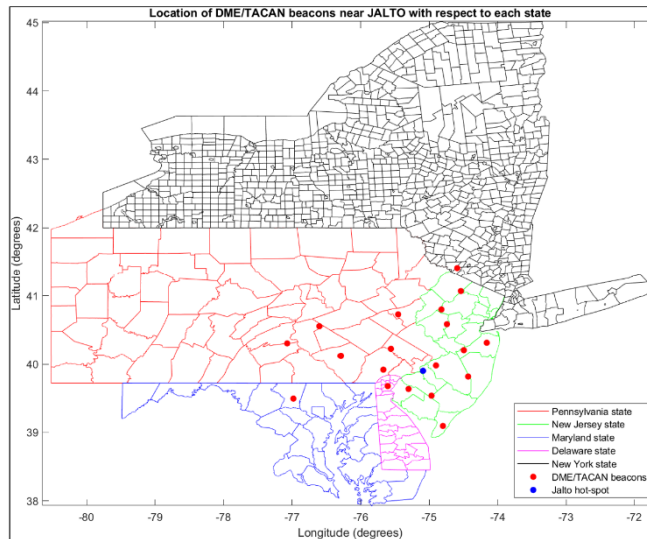 Location of DME/TACAN beacons near JALTO with respect to each state
45
44
43
42
41
40
39
38
Latitude (degrees)
-80
-79
-78
-77
-76
-75
-74
-73
-72
Longitude (degrees)
Pennsylvania state
New Jersey state
Maryland state
Delaware state
New York state
DME/TACAN beacons
Jalto hot-spot